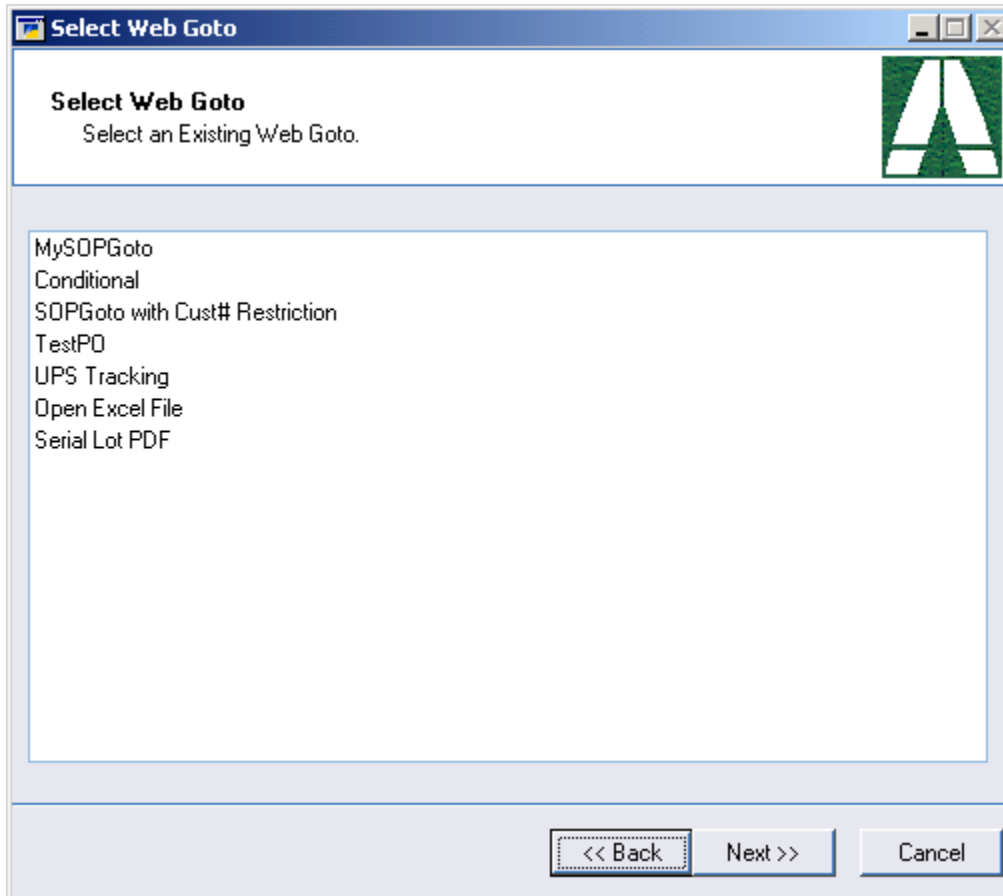 Select Web Goto
Select Web Goto
Select an Existing Web Goto.
MySOPGoto
Conditional
SOPGoto with Cust# Restriction
TestPO
UPS Tracking
Open Excel File
Serial Lot PDF
<< Back Next >> Cancel